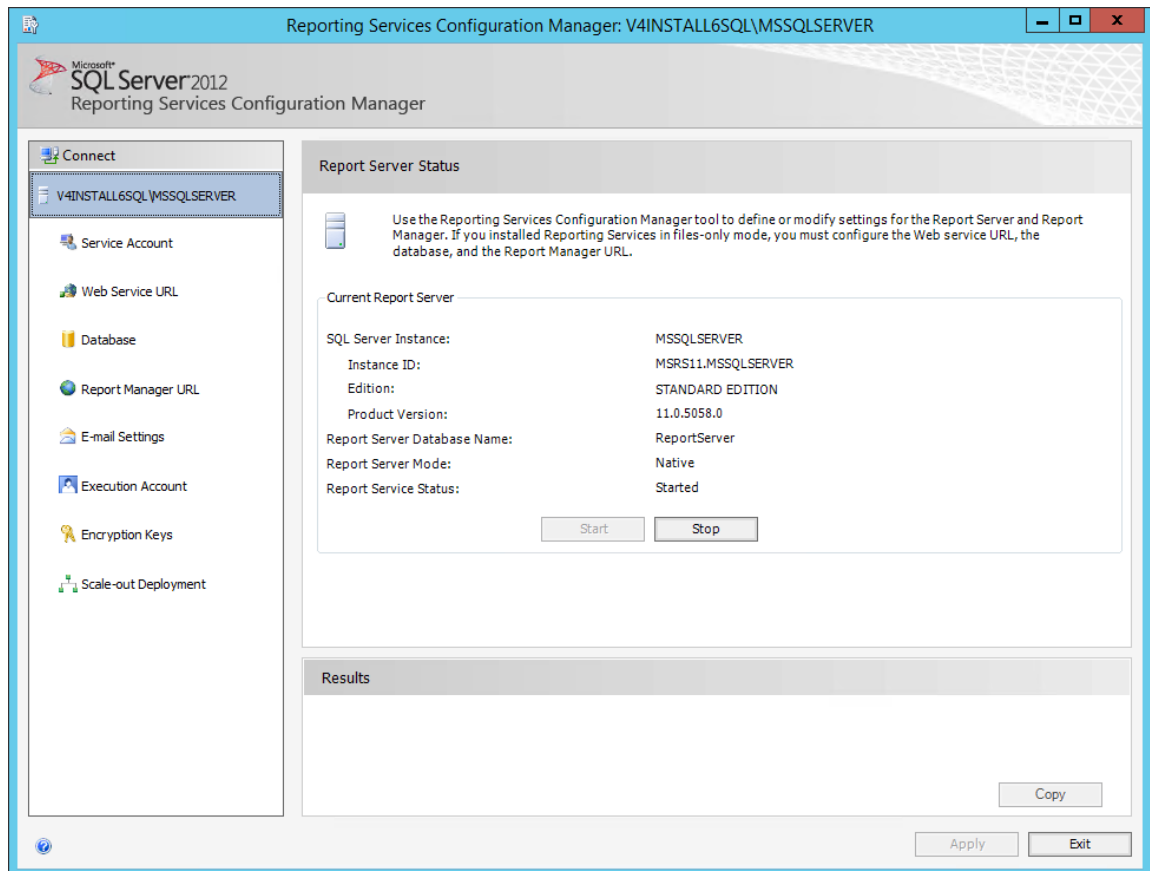 Reporting Services Configuration Manager: V4INSTALL6SQL\MSSQLSERVER
Microsoft®
SQL Server 2012
Reporting Services Configuration Manager
Connect
V4INSTALL6SQL\MSSQLSERVER
Service Account
Web Service URL
Database
Report Manager URL
E-mail Settings
Execution Account
Encryption Keys
Scale-out Deployment
Report Server Status
Use the Reporting Services Configuration Manager tool to define or modify settings for the Report Server and Report
Manager. If you installed Reporting Services in files-only mode, you must configure the Web service URL, the
database, and the Report Manager URL.
Current Report Server
SQL Server Instance: MSSQLSERVER
Instance ID: MSRS11.MSSQLSERVER
Edition: STANDARD EDITION
Product Version: 11.0.5058.0
Report Server Database Name: ReportServer
Report Server Mode: Native
Report Service Status: Started
Start Stop
Results
Copy
Apply Exit